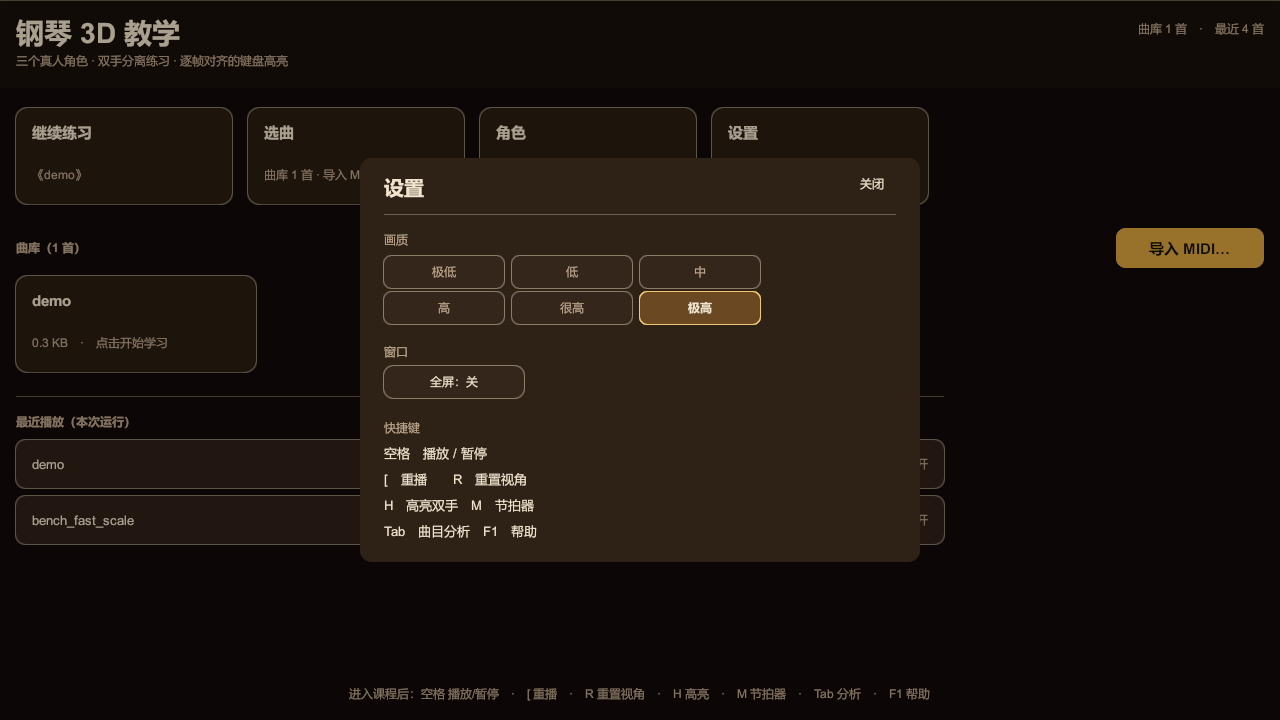 钢琴 3D 教学
曲库 1 首 · 最近 4 首
三个真人角色 · 双手分离练习 · 逐帧对齐的键盘高亮
继续练习
《demo》
选曲
曲库 1 首 · 导入 M
角色
设置
设置
关闭
画质
极低
低
中
高
很高
极高
窗口
全屏：关
快捷键
空格 播放 / 暂停
[ 重播 R 重置视角
H 高亮双手 M 节拍器
Tab 曲目分析 F1 帮助
曲库（1 首）
导入 MIDI…
demo
0.3 KB · 点击开始学习
最近播放（本次运行）
demo
bench_fast_scale
进入课程后：空格 播放/暂停 · [ 重播 · R 重置视角 · H 高亮 · M 节拍器 · Tab 分析 · F1 帮助